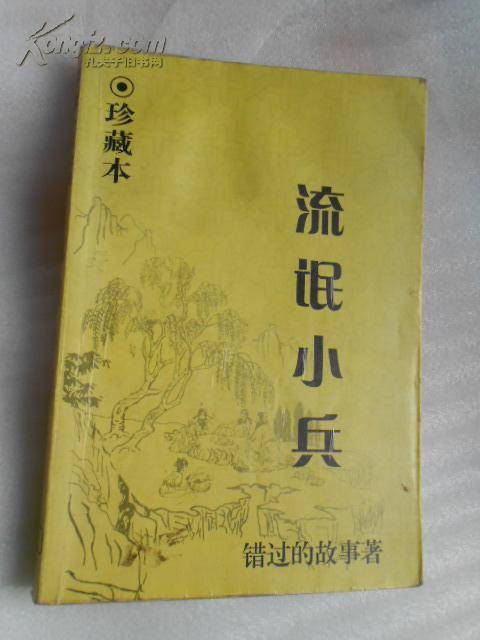 Kongfz.com
孔夫子旧书网
珍藏本
流氓小兵
错过的故事著